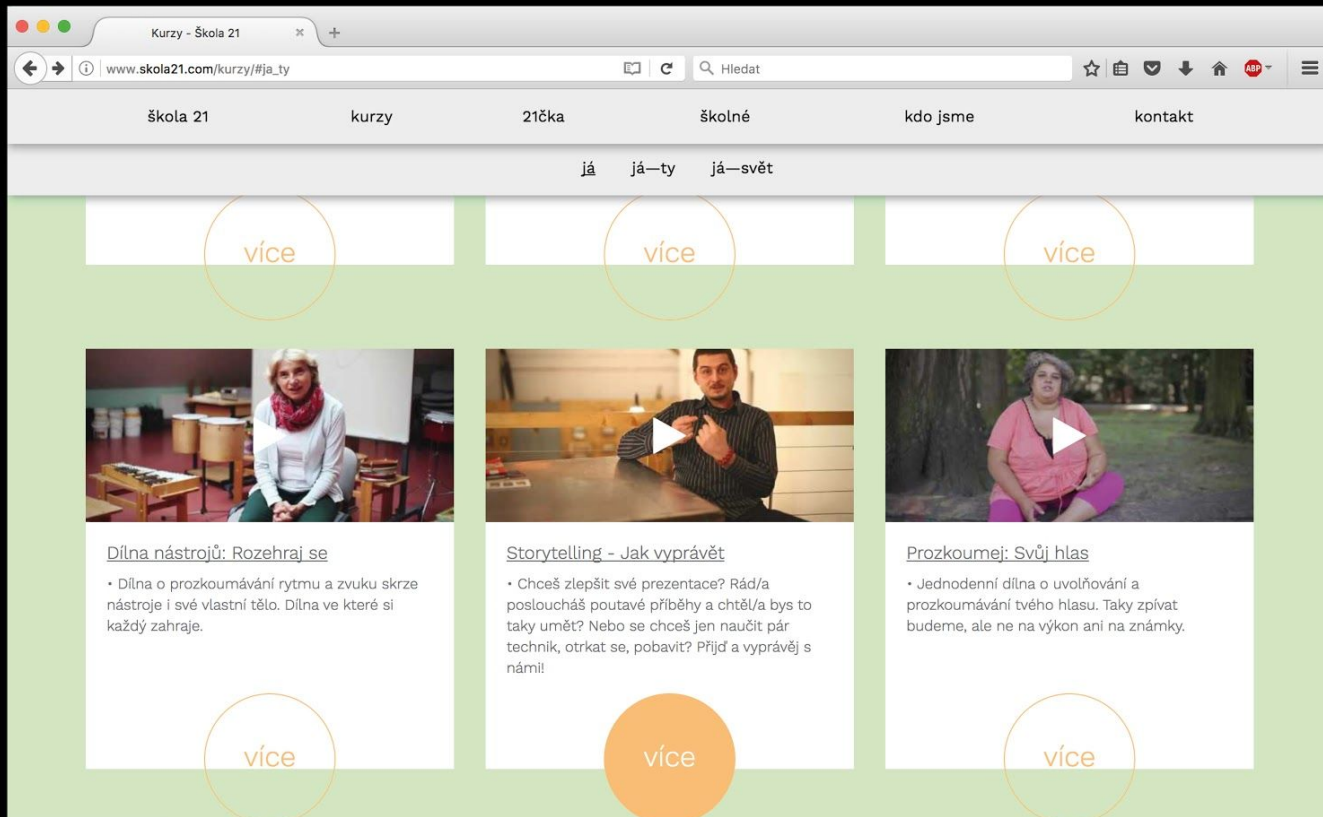 Kurzy - Škola 21
www.skola21.com/kurzy/#ja_ty
Hledat
ABP
škola 21 kurzy 21čka školné kdo jsme kontakt
já já—ty já—svět
více více více
Dílna nástrojů: Rozehraj se
• Dílna o prozkoumávání rytmu a zvuku skrze
nástroje i své vlastní tělo. Dílna ve které si
každý zahraje.
více
Storytelling - Jak vyprávět
• Chceš zlepšit své prezentace? Rád/a
posloucháš poutavé příběhy a chtěl/a bys to
taky umět? Nebo se chceš jen naučit pár
technik, otrkat se, pobavit? Přijď a vyprávěj s
námi!
více
Prozkoumej: Svůj hlas
• Jednodenní dílna o uvolňování a
prozkoumávání tvého hlasu. Taky zpívat
budeme, ale ne na výkon ani na známky.
více